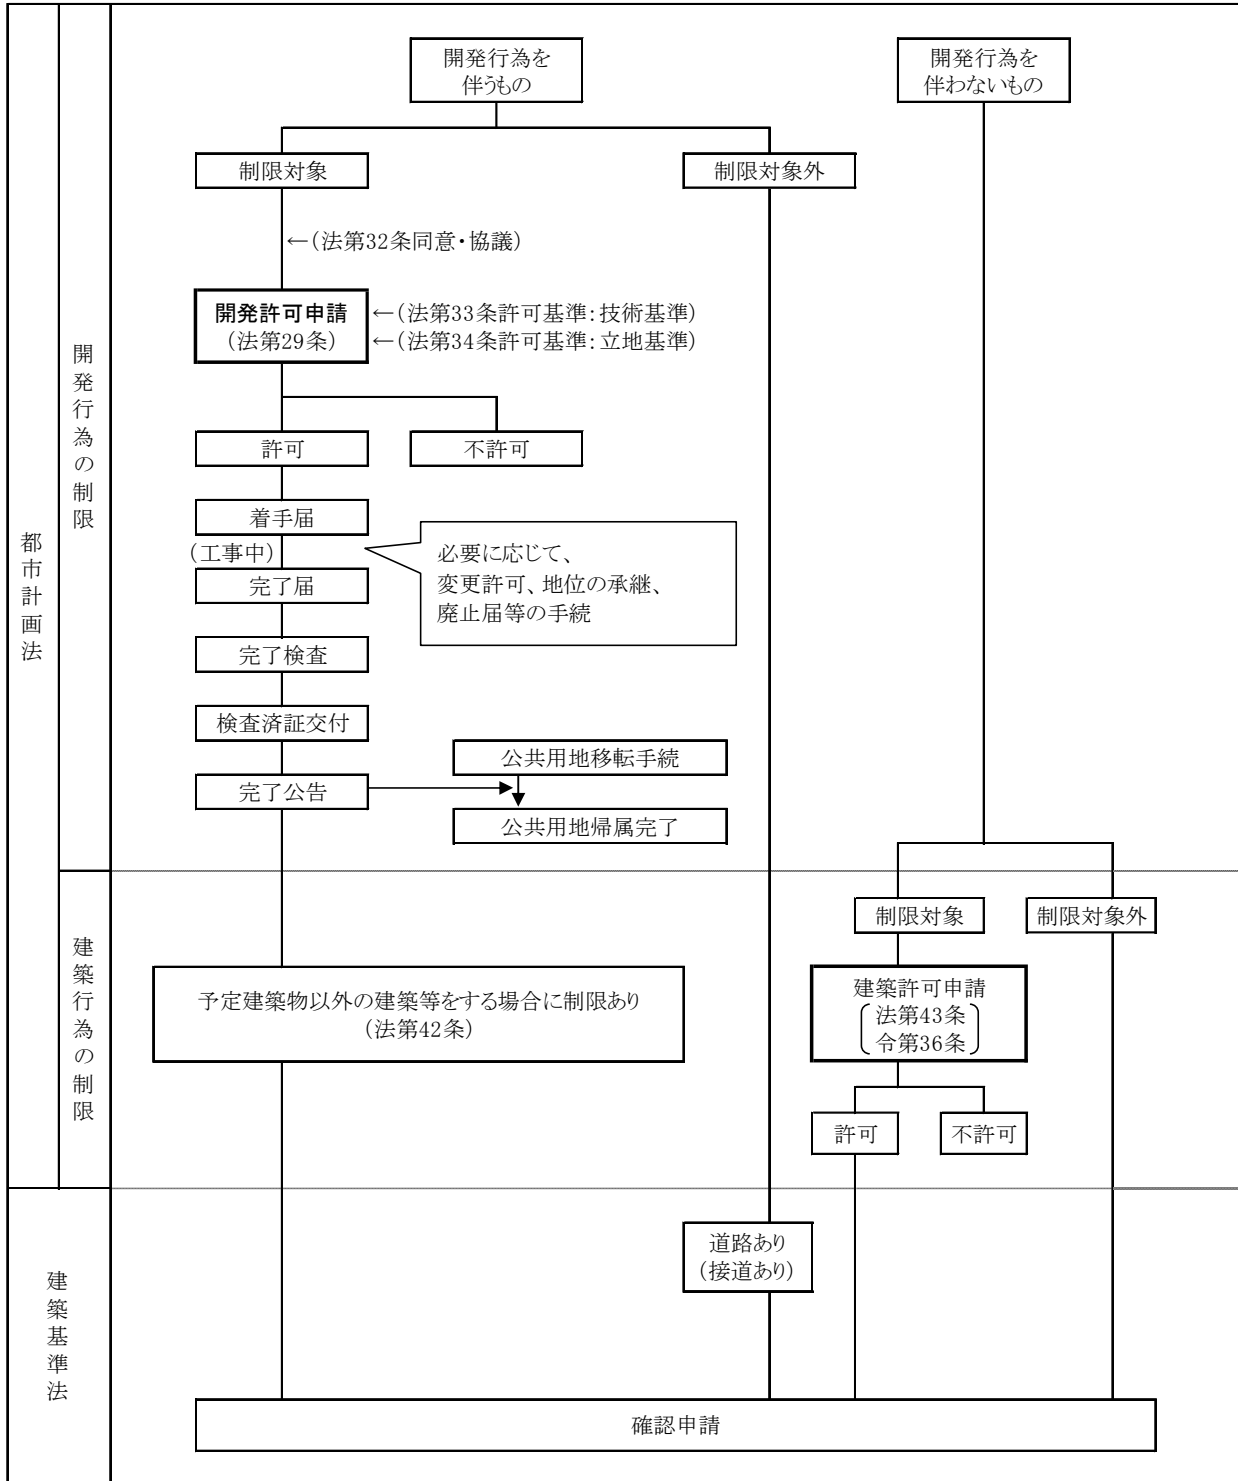 都市計画法
開発行為の制限
開発行為を
伴うもの
開発行為を
伴わないもの
制限対象
制限対象外
←（法第32条同意・協議）
開発許可申請
（法第29条）
←（法第33条許可基準：技術基準）
←（法第34条許可基準：立地基準）
許可
不許可
着手届
（工事中）
必要に応じて、
変更許可、地位の承継、
廃止届等の手続
完了届
完了検査
検査済証交付
公共用地移転手続
完了公告
公共用地帰属完了
建築行為の制限
制限対象
制限対象外
予定建築物以外の建築等をする場合に制限あり
（法第42条）
建築許可申請
法第43条
令第36条
許可
不許可
建築基準法
道路あり
（接道あり）
確認申請